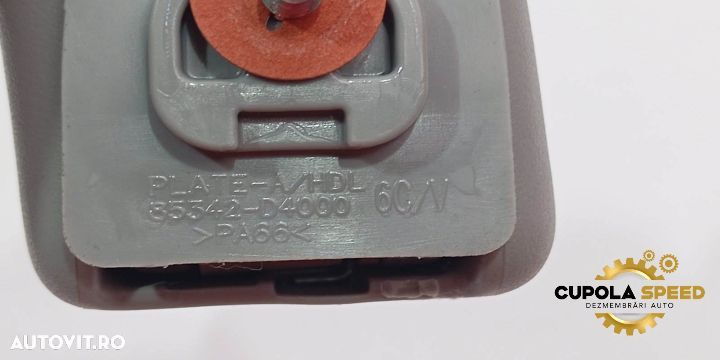 PLATE-A/HDL
85342-D4000 6C/V
>PA66<
CUPOLA SPEED
DEZMEMBRĂRI AUTO
AUTOVIT.RO